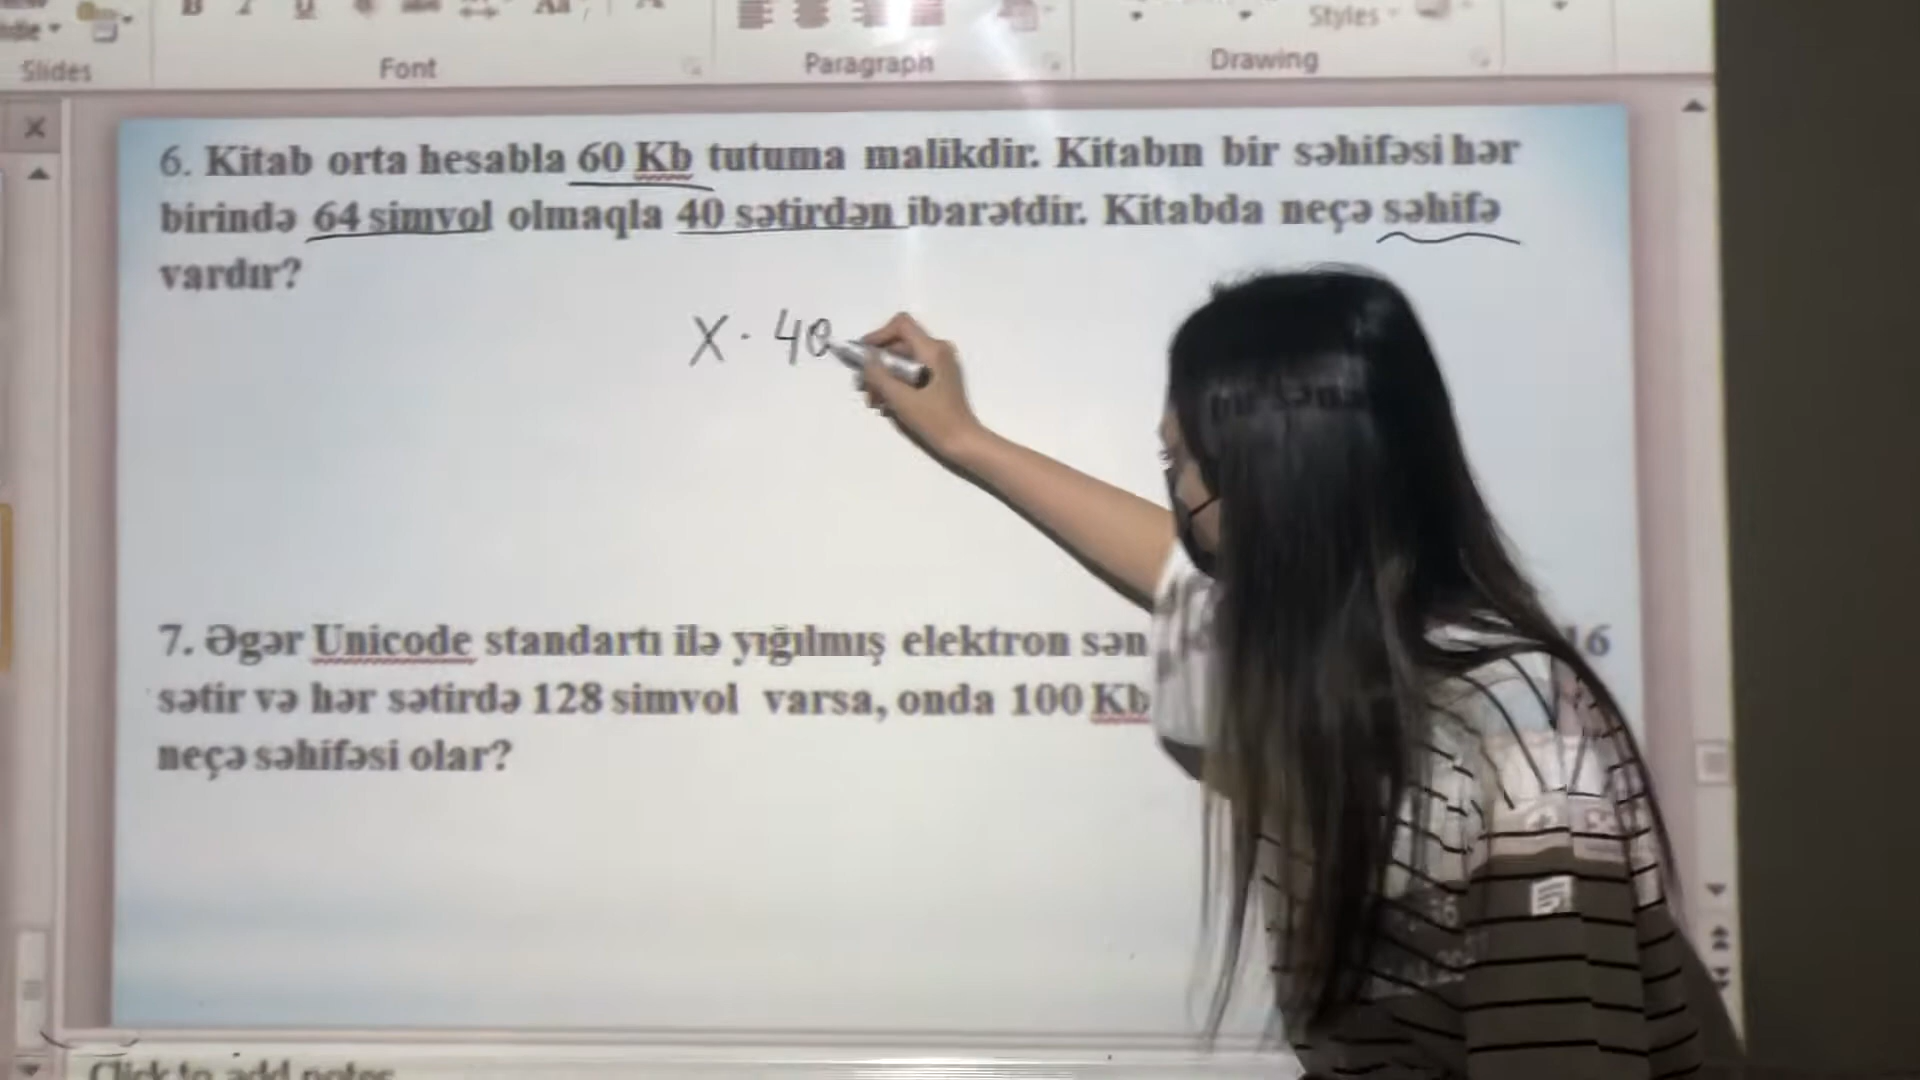 Slides
Font
Paragraph
Drawing
Styles
6. Kitab orta hesabla 60 Kb tutuma malikdir. Kitabın bir səhifəsi hər
birində 64 simvol olmaqla 40 sətirdən ibarətdir. Kitabda neçə səhifə
vardır?
X · 40
7. Əgər Unicode standartı ilə yığılmış elektron sən 16
sətir və hər sətirdə 128 simvol varsa, onda 100 Kb
neçə səhifəsi olar?
Click to add notes